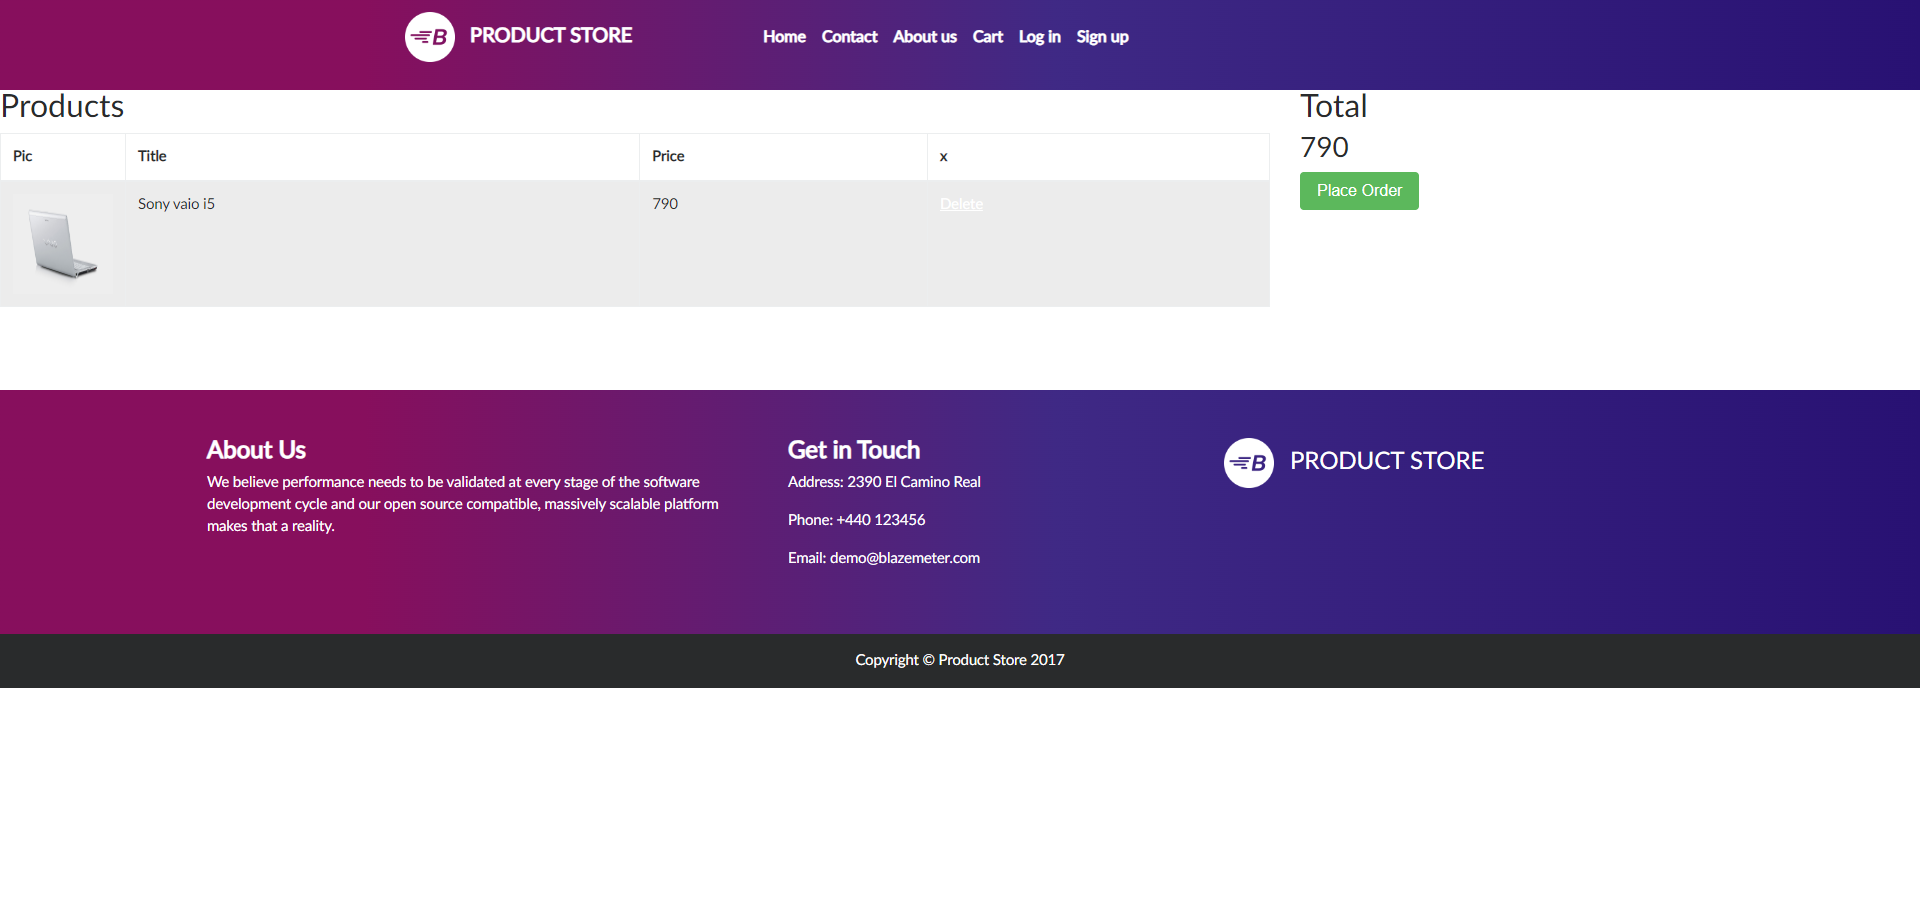 B PRODUCT STORE
Home Contact About us Cart Log in Sign up
Products
Total
790
Place Order
Pic Title Price x
Sony vaio i5 790 Delete
About Us
We believe performance needs to be validated at every stage of the software
development cycle and our open source compatible, massively scalable platform
makes that a reality.
Get in Touch
Address: 2390 El Camino Real
Phone: +440 123456
Email: demo@blazemeter.com
B PRODUCT STORE
Copyright © Product Store 2017